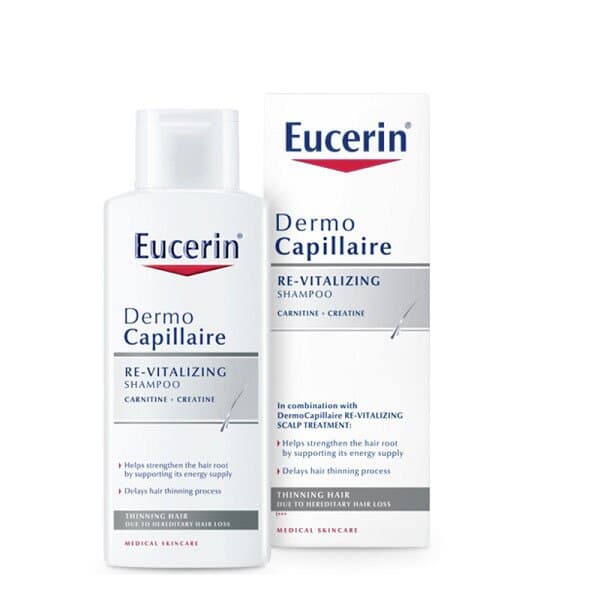 Eucerin®
Dermo
Capillaire
RE-VITALIZING
SHAMPOO
CARNITINE + CREATINE
Helps strengthen the hair root
by supporting its energy supply
Delays hair thinning process
THINNING HAIR
DUE TO HEREDITARY HAIR LOSS
MEDICAL SKINCARE
Eucerin®
Dermo
Capillaire
RE-VITALIZING
SHAMPOO
CARNITINE + CREATINE
In combination with
DermoCapillaire RE-VITALIZING
SCALP TREATMENT:
Helps strengthen the hair root
by supporting its energy supply
Delays hair thinning process
THINNING HAIR
DUE TO HEREDITARY HAIR LOSS
MEDICAL SKINCARE